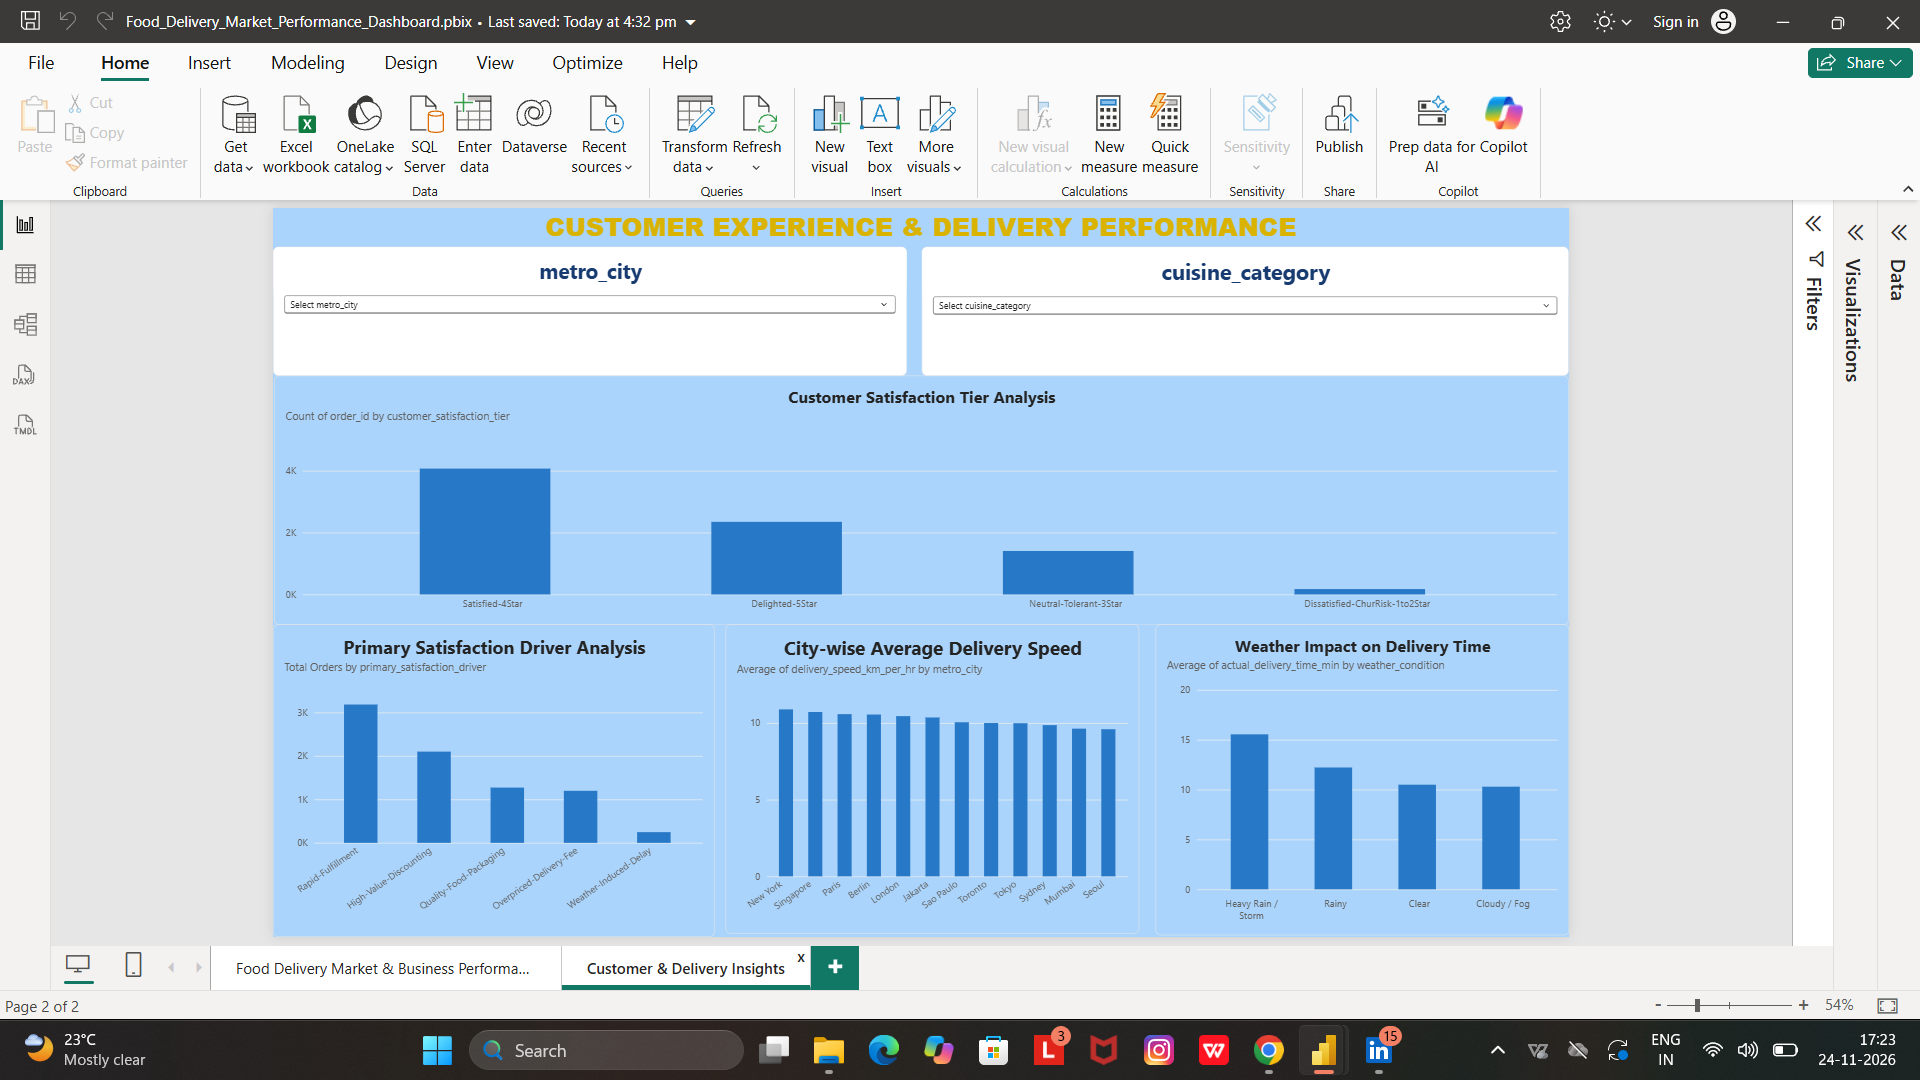 Food_Delivery_Market_Performance_Dashboard.pbix • Last saved: Today at 4:32 pm
Sign in
File
Home
Insert
Modeling
Design
View
Optimize
Help
Share
Paste
Cut
Copy
Format painter
Clipboard
Get data
Excel workbook
OneLake catalog
SQL Server
Enter data
Dataverse
Recent sources
Data
Transform data
Refresh
Queries
New visual
Text box
More visuals
Insert
New visual calculation
New measure
Quick measure
Calculations
Sensitivity
Sensitivity
Publish
Share
Prep data for AI
Copilot
Copilot
DAX
TMDL
CUSTOMER EXPERIENCE & DELIVERY PERFORMANCE
metro_city
Select metro_city
cuisine_category
Select cuisine_category
Customer Satisfaction Tier Analysis
Count of order_id by customer_satisfaction_tier
4K
2K
0K
Satisfied-4Star
Delighted-5Star
Neutral-Tolerant-3Star
Dissatisfied-ChurRisk-1to2Star
Primary Satisfaction Driver Analysis
Total Orders by primary_satisfaction_driver
3K
2K
1K
0K
Rapid-Fulfillment
High-Value-Discounting
Quality-Food-Packaging
Overpriced-Delivery-Fee
Weather-Induced-Delay
City-wise Average Delivery Speed
Average of delivery_speed_km_per_hr by metro_city
10
5
0
New York
Singapore
Paris
Berlin
London
Jakarta
Sao Paulo
Toronto
Tokyo
Sydney
Mumbai
Seoul
Weather Impact on Delivery Time
Average of actual_delivery_time_min by weather_condition
20
15
10
5
0
Heavy Rain / Storm
Rainy
Clear
Cloudy / Fog
Filters
Visualizations
Data
Food Delivery Market & Business Performa...
Customer & Delivery Insights
x
+
Page 2 of 2
-
+
54%
23°C
Mostly clear
Search
L
3
W
in
15
ENG
IN
17:23
24-11-2026